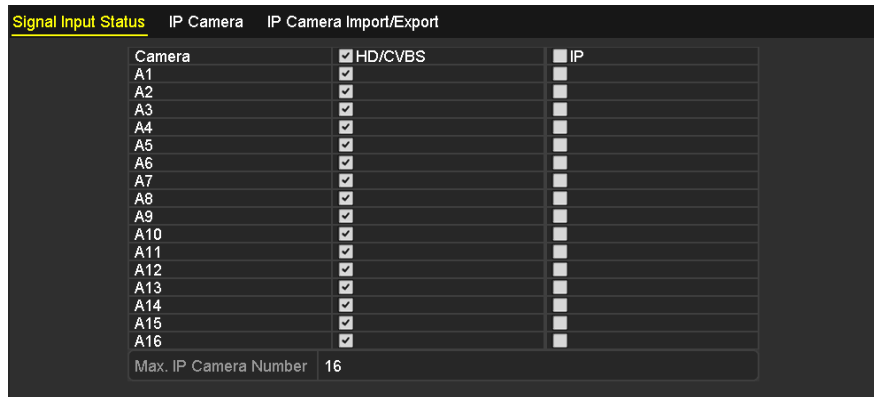 Signal Input Status IP Camera IP Camera Import/Export
Camera HD/CVBS IP
A1
A2
A3
A4
A5
A6
A7
A8
A9
A10
A11
A12
A13
A14
A15
A16
Max. IP Camera Number 16